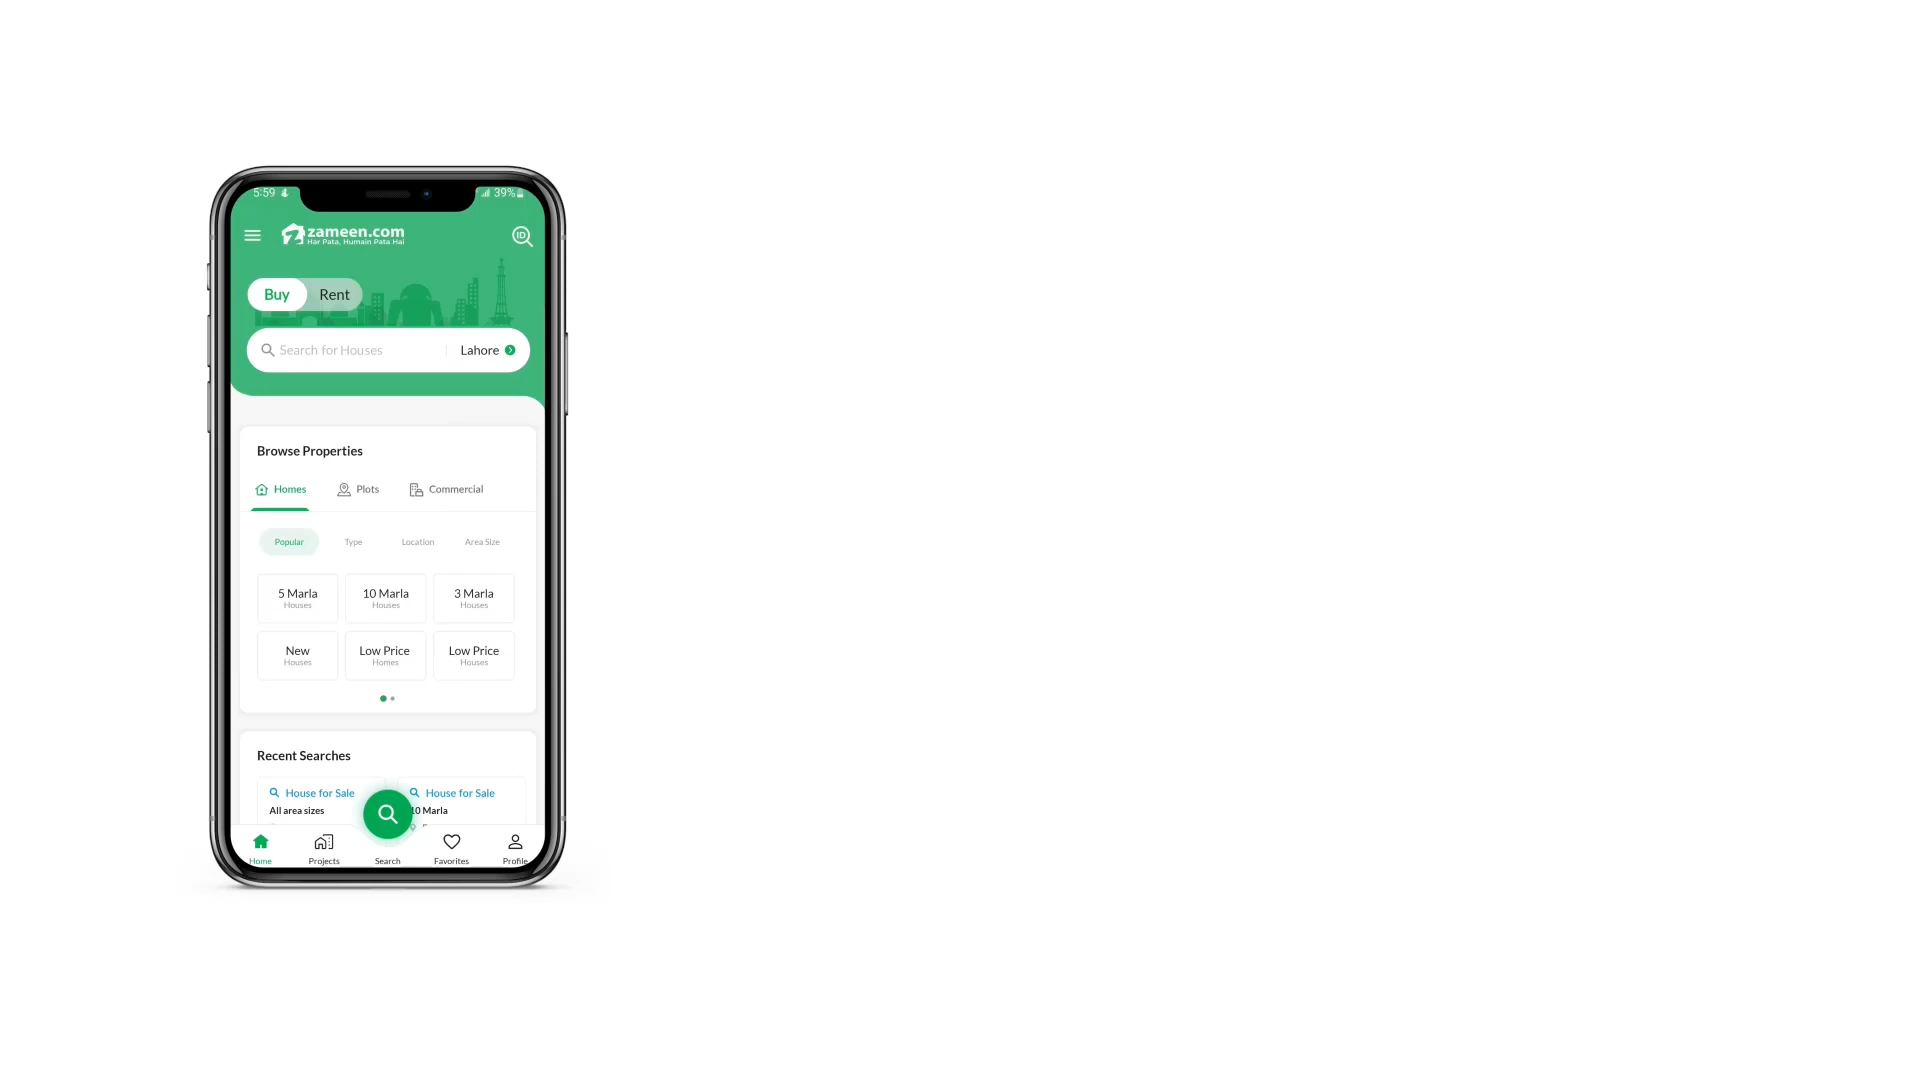 5:59
39%
zameen.com
Har Pata, Humain Pata Hai
ID
Buy Rent
Search for Houses Lahore
Browse Properties
Homes Plots Commercial
Popular Type Location Area Size
5 Marla 10 Marla 3 Marla
Houses Houses Houses
New Low Price Low Price
Houses Homes Houses
Recent Searches
House for Sale House for Sale
All area sizes 10 Marla
Home Projects Search Favorites Profile